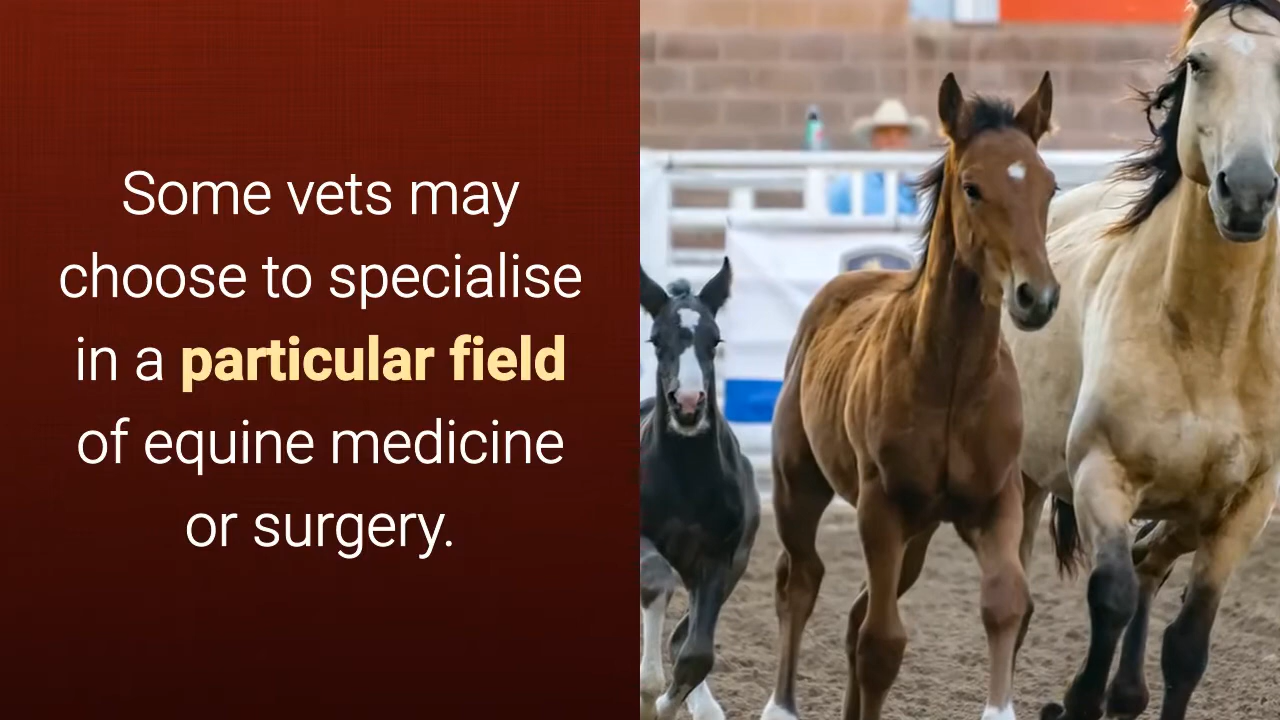 Some vets may
choose to specialise
in a particular field
of equine medicine
or surgery.